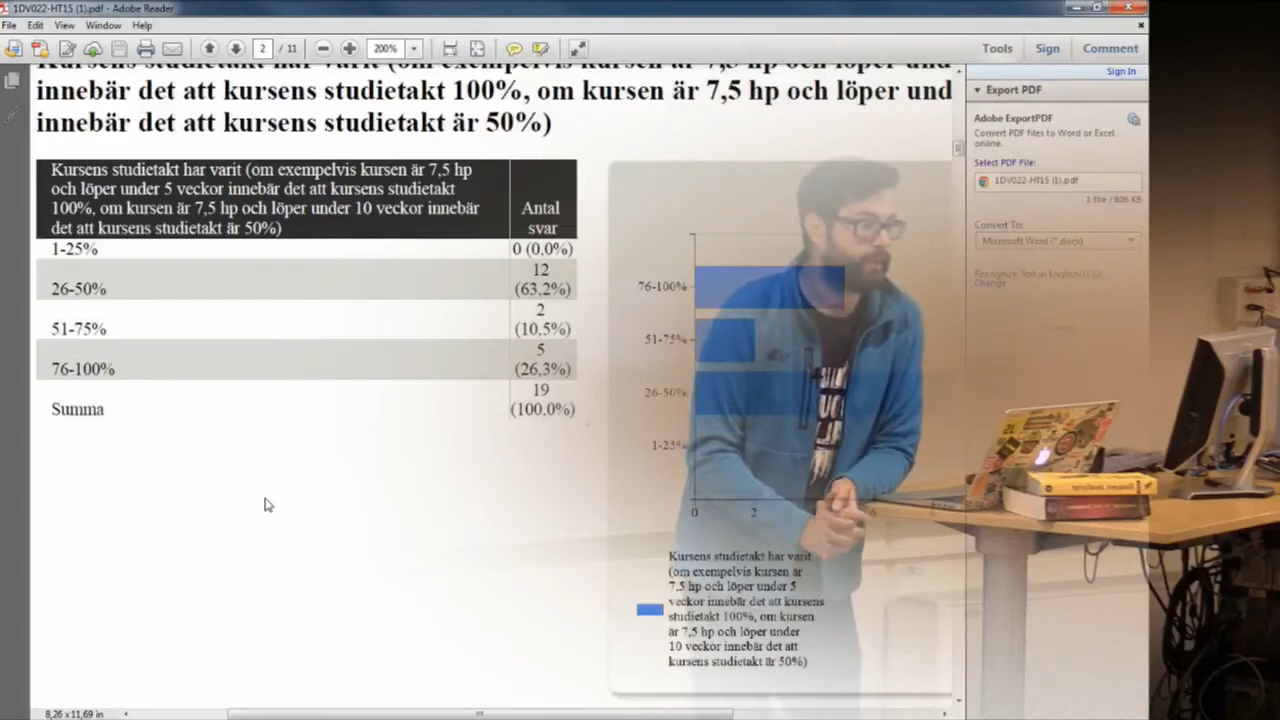 1DV022-HT15 (1).pdf - Adobe Reader
File Edit View Window Help
2 / 11 200% Tools Sign Comment
innebär det att kursens studietakt 100%, om kursen är 7,5 hp och löper und
innebär det att kursens studietakt är 50%)
Kursens studietakt har varit (om exempelvis kursen är 7,5 hp
och löper under 5 veckor innebär det att kursens studietakt
100%, om kursen är 7,5 hp och löper under 10 veckor innebär
det att kursens studietakt är 50%)
Antal
svar
1-25% 0 (0,0%)
26-50% 12 (63,2%)
51-75% 2 (10,5%)
76-100% 5 (26,3%)
Summa 19 (100.0%)
76-100%
51-75%
26-50%
1-25%
0 2 6
Kursens studietakt har varit
(om exempelvis kursen är
7,5 hp och löper under 5
veckor innebär det att kursens
studietakt 100%, om kursen
är 7,5 hp och löper under
10 veckor innebär det att
kursens studietakt är 50%)
Sign In
Export PDF
Adobe ExportPDF
Convert PDF files to Word or Excel
online.
Select PDF File:
1DV022-HT15 (1).pdf
1 file / 806 KB
Convert To:
Microsoft Word (*.docx)
Recognize Text in English(U.S.)
Change
8,26 x 11,69 in